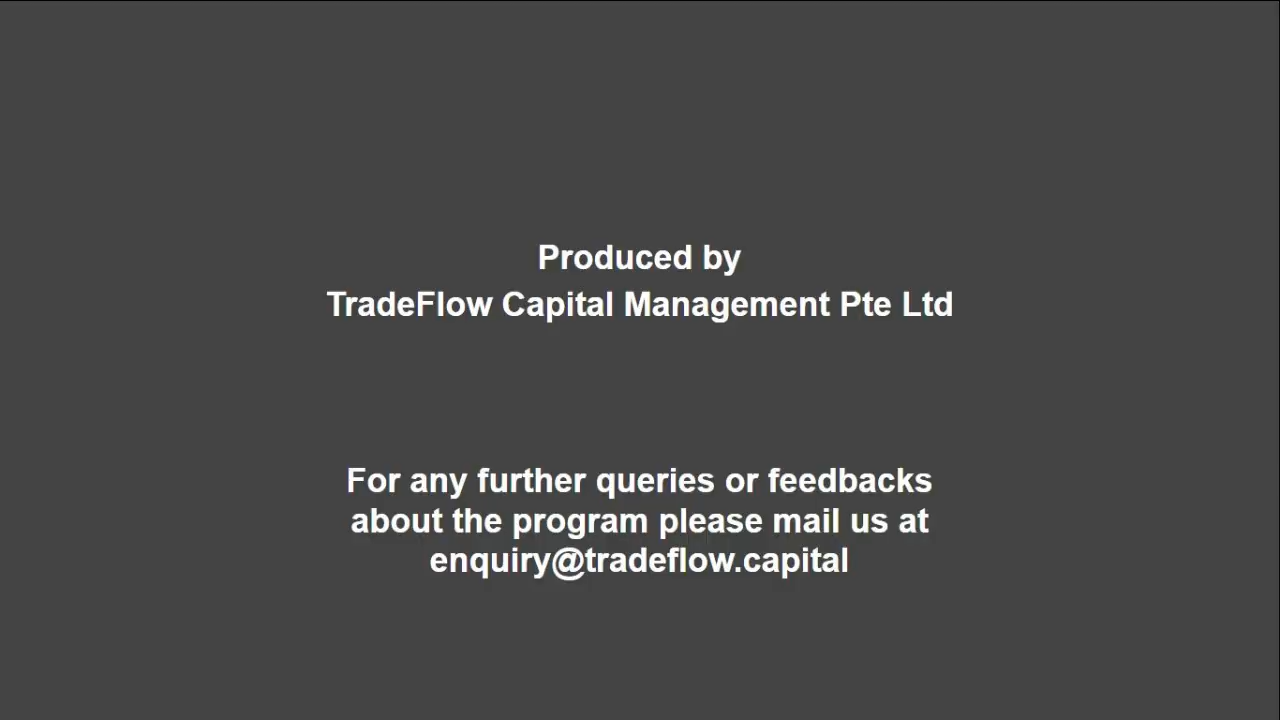 Produced by
TradeFlow Capital Management Pte Ltd
For any further queries or feedbacks
about the program please mail us at
enquiry@tradeflow.capital